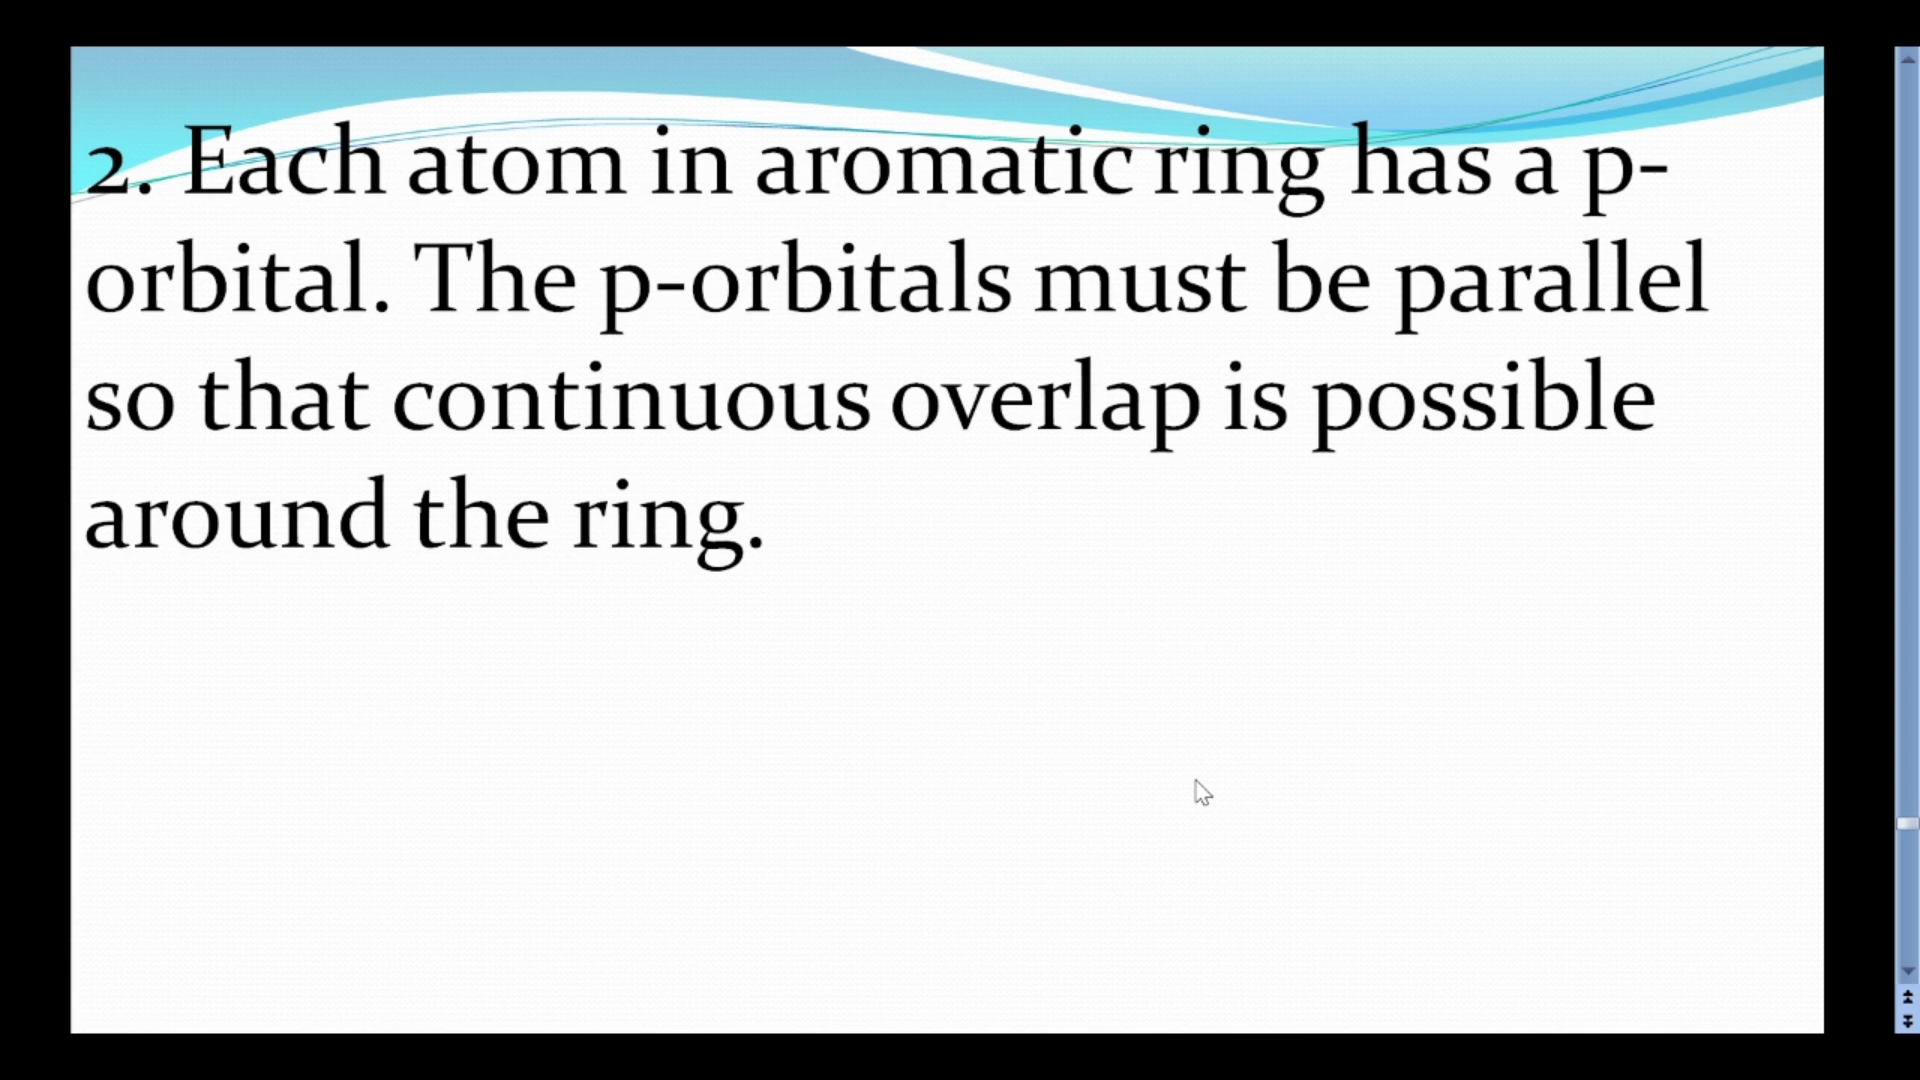 2. Each atom in aromatic ring has a p-
orbital. The p-orbitals must be parallel
so that continuous overlap is possible
around the ring.